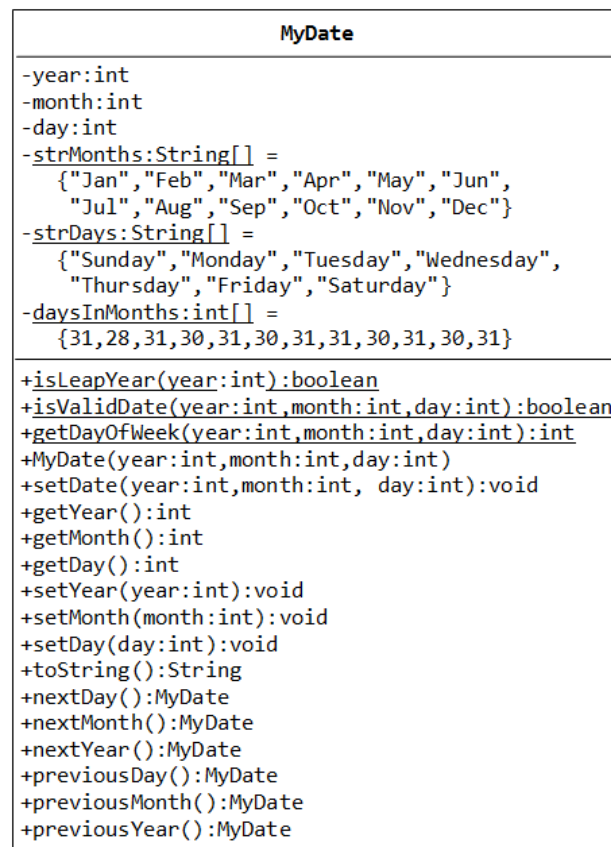 MyDate
-year:int
-month:int
-day:int
-strMonths:String[] =
{"Jan","Feb","Mar","Apr","May","Jun",
"Jul","Aug","Sep","Oct","Nov","Dec"}
-strDays:String[] =
{"Sunday","Monday","Tuesday","Wednesday",
"Thursday","Friday","Saturday"}
-daysInMonths:int[] =
{31,28,31,30,31,30,31,31,30,31,30,31}
+isLeapYear(year:int):boolean
+isValidDate(year:int,month:int,day:int):boolean
+getDayOfWeek(year:int,month:int,day:int):int
+MyDate(year:int,month:int,day:int)
+setDate(year:int,month:int, day:int):void
+getYear():int
+getMonth():int
+getDay():int
+setYear(year:int):void
+setMonth(month:int):void
+setDay(day:int):void
+toString():String
+nextDay():MyDate
+nextMonth():MyDate
+nextYear():MyDate
+previousDay():MyDate
+previousMonth():MyDate
+previousYear():MyDate